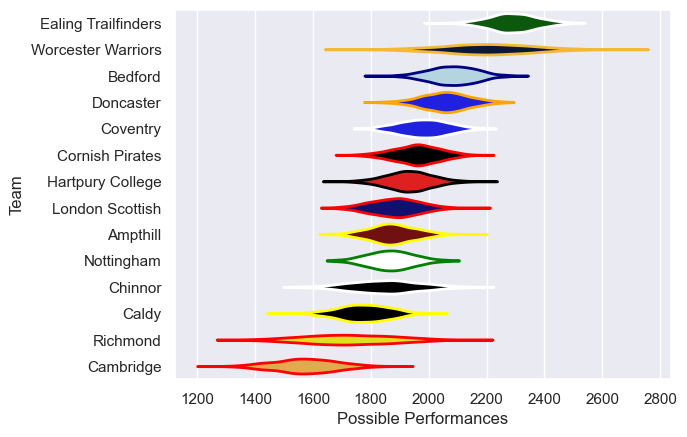 Team
Ealing Trailfinders
Worcester Warriors
Bedford
Doncaster
Coventry
Cornish Pirates
Hartpury College
London Scottish
Ampthill
Nottingham
Chinnor
Caldy
Richmond
Cambridge
1200 1400 1600 1800 2000 2200 2400 2600 2800
Possible Performances